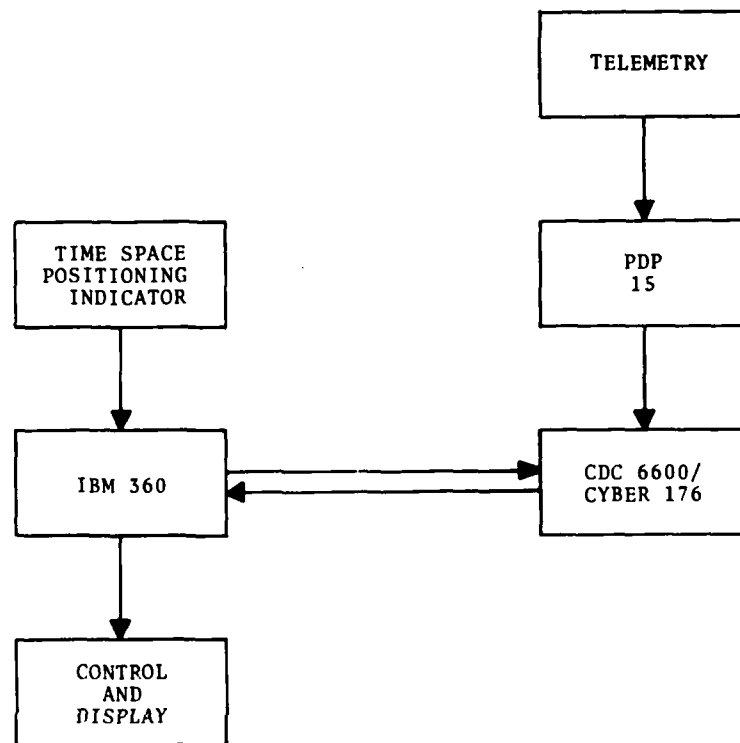 TELEMETRY
TIME SPACE
POSITIONING
INDICATOR
PDP
15
IBM 360
CDC 6600/
CYBER 176
CONTROL
AND
DISPLAY